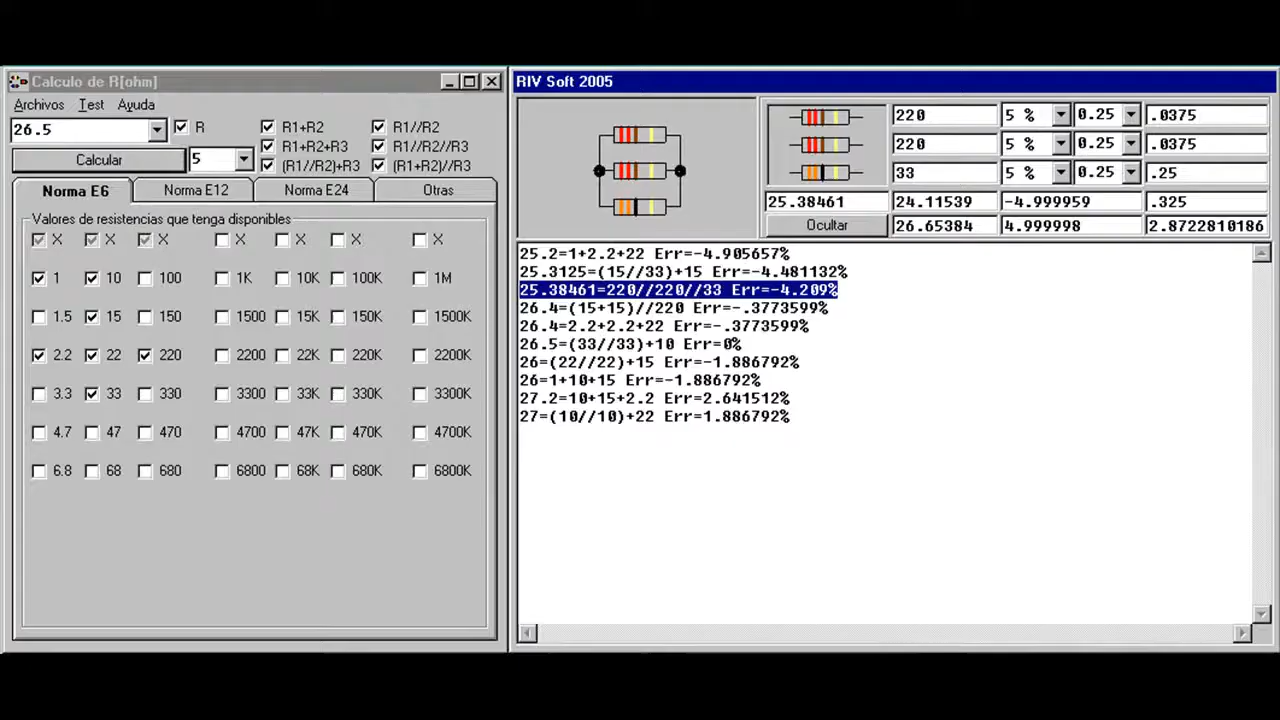 Calculo de R[ohm]
Archivos Test Ayuda
26.5 R R1+R2 R1//R2
R1+R2+R3 R1//R2//R3
Calcular 5 (R1//R2)+R3 (R1+R2)//R3
Norma E6 Norma E12 Norma E24 Otras
Valores de resistencias que tenga disponibles
X X X X X X X
1 10 100 1K 10K 100K 1M
1.5 15 150 1500 15K 150K 1500K
2.2 22 220 2200 22K 220K 2200K
3.3 33 330 3300 33K 330K 3300K
4.7 47 470 4700 47K 470K 4700K
6.8 68 680 6800 68K 680K 6800K
RIV Soft 2005
220 5 % 0.25 .0375
220 5 % 0.25 .0375
33 5 % 0.25 .25
25.38461 24.11539 -4.999959 .325
Ocultar 26.65384 4.999998 2.8722810186
25.2=1+2.2+22 Err=-4.905657%
25.3125=(15//33)+15 Err=-4.481132%
25.38461=220//220//33 Err=-4.209%
26.4=(15+15)//220 Err=-.3773599%
26.4=2.2+2.2+22 Err=-.3773599%
26.5=(33//33)+10 Err=0%
26=(22//22)+15 Err=-1.886792%
26=1+10+15 Err=-1.886792%
27.2=10+15+2.2 Err=2.641512%
27=(10//10)+22 Err=1.886792%